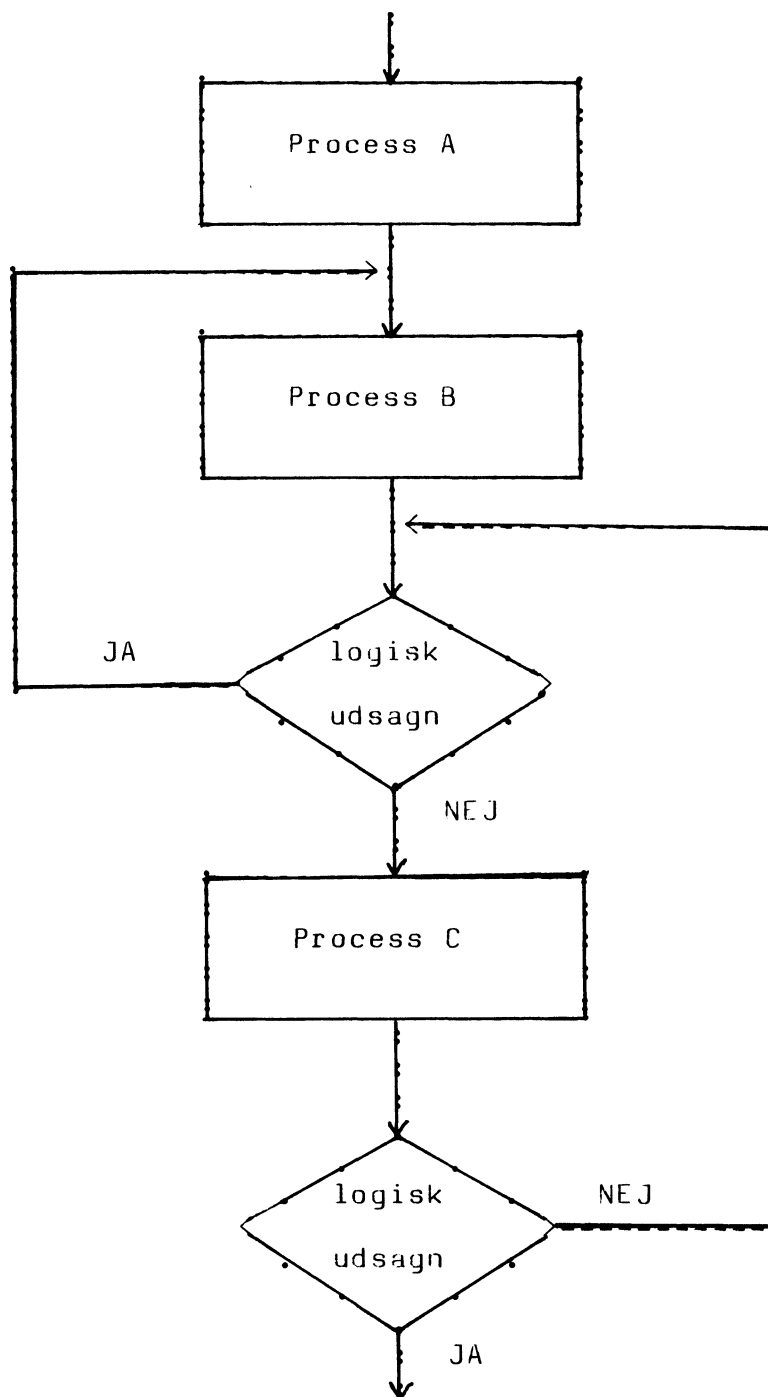 Process A
Process B
JA
logisk
udsagn
NEJ
Process C
logisk
udsagn
NEJ
JA